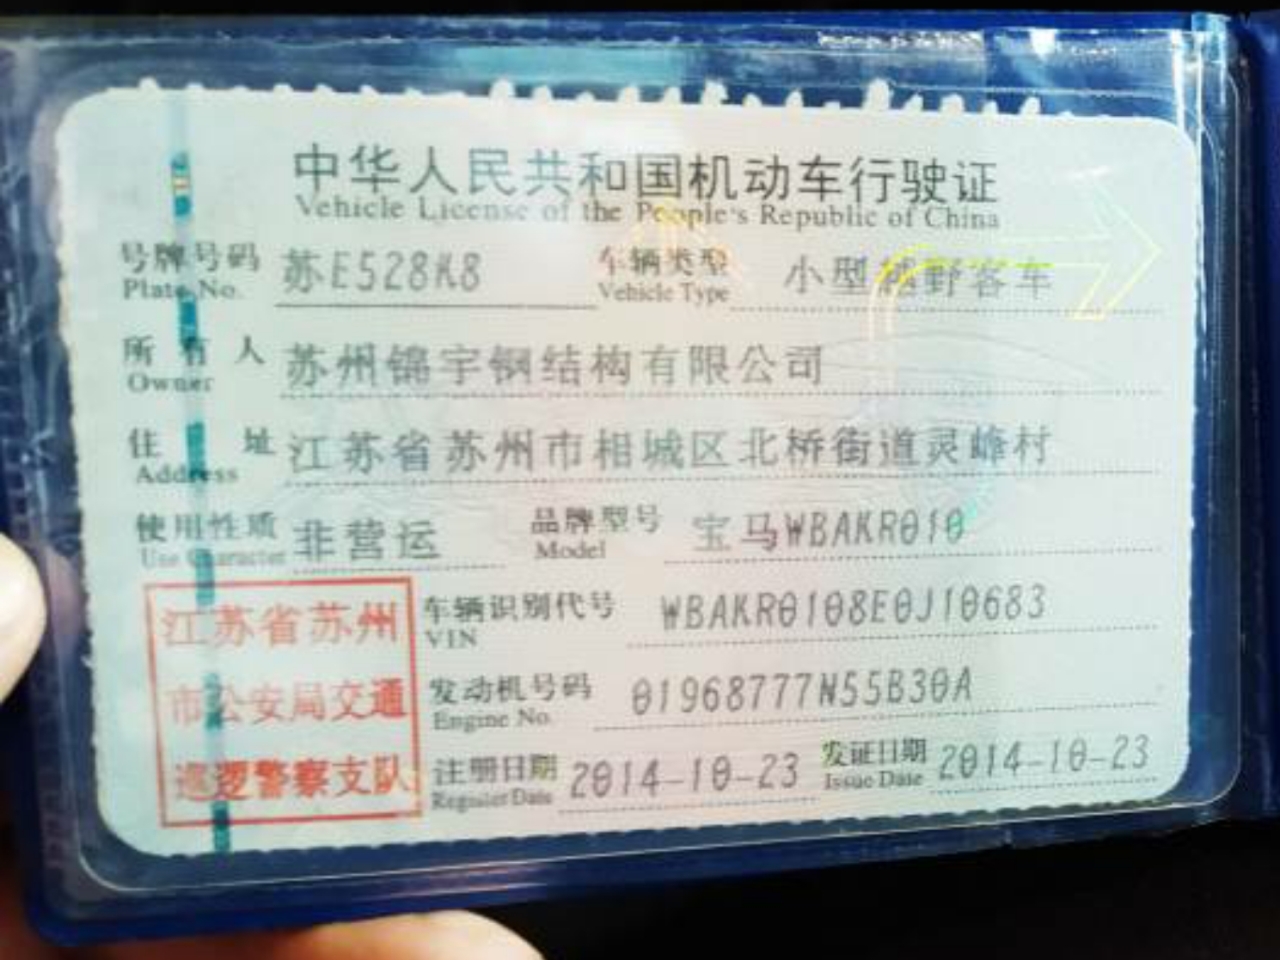 中华人民共和国机动车行驶证
Vehicle License of the People's Republic of China
号牌号码 苏E528K8 车辆类型 小型越野客车
Plate No. Vehicle Type
所有人 苏州锦宇钢结构有限公司
Owner
住址 江苏省苏州市相城区北桥街道灵峰村
Address
使用性质 非营运 品牌型号 宝马WBAKR010
Use Character Model
江苏省苏州 车辆识别代号 WBAKR0108E0J10683
VIN
市公安局交通 发动机号码 01968777N55B30A
Engine No.
巡逻警察支队 注册日期 2014-10-23 发证日期 2014-10-23
Register Date Issue Date